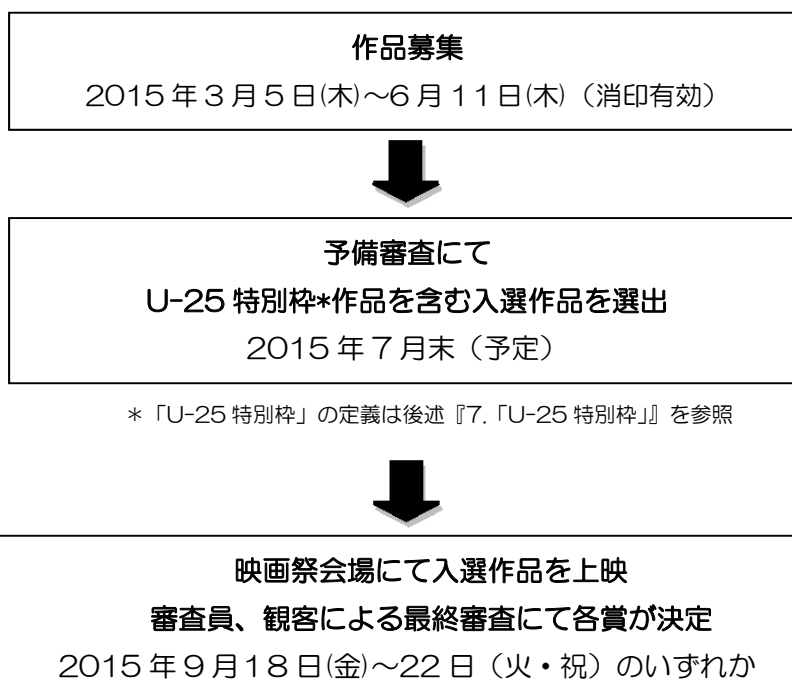 作品募集
2015年3月5日(木)～6月11日(木)（消印有効）
予備審査にて
U-25特別枠*作品を含む入選作品を選出
2015年7月末（予定）
＊「U-25特別枠」の定義は後述『7.「U-25特別枠」』を参照
映画祭会場にて入選作品を上映
審査員、観客による最終審査にて各賞が決定
2015年9月18日(金)～22日（火・祝）のいずれか